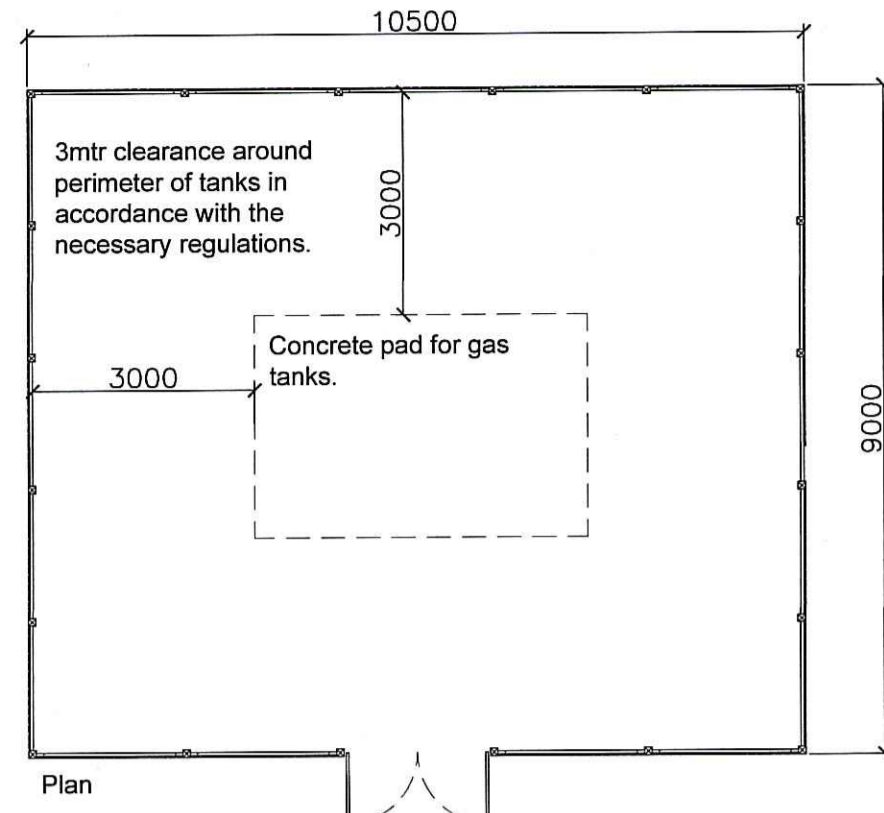 10500
3mtr clearance around
perimeter of tanks in
accordance with the
necessary regulations.
3000
Concrete pad for gas
tanks.
3000
9000
Plan